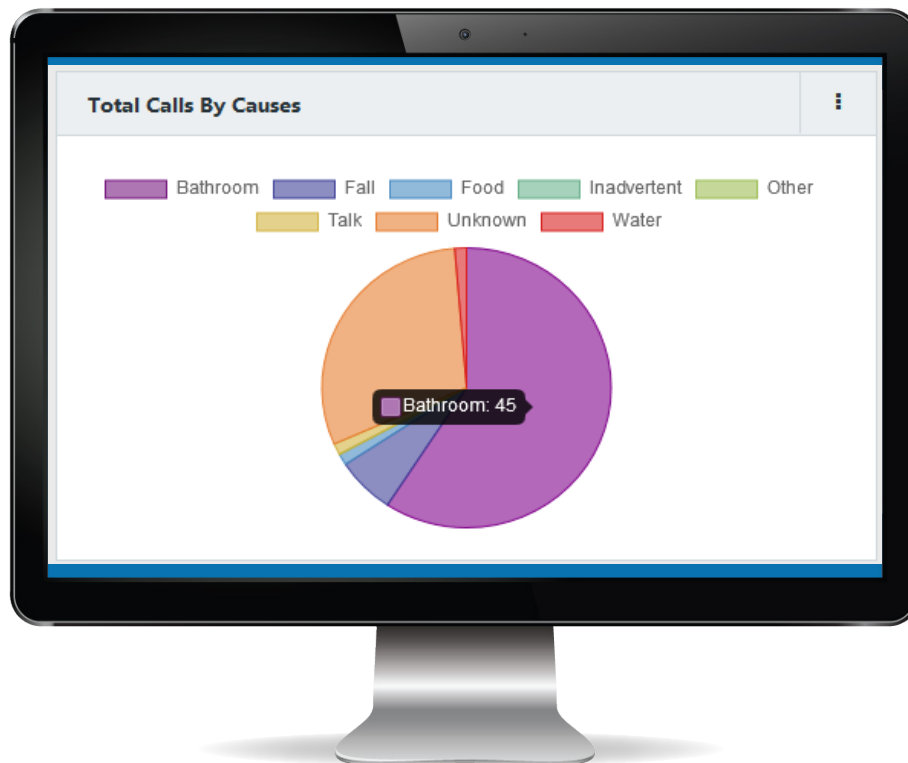 Total Calls By Causes
Bathroom Fall Food Inadvertent Other
Talk Unknown Water
Bathroom: 45